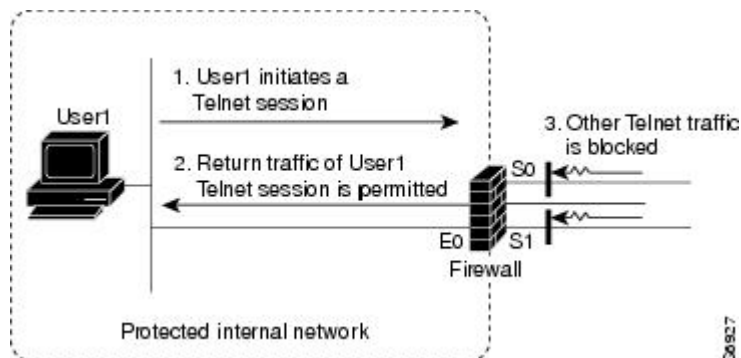 1. User1 initiates a
Telnet session
User1
2. Return traffic of User1
Telnet session is permitted
3. Other Telnet traffic
is blocked
S0
E0
S1
Firewall
Protected internal network
S6927